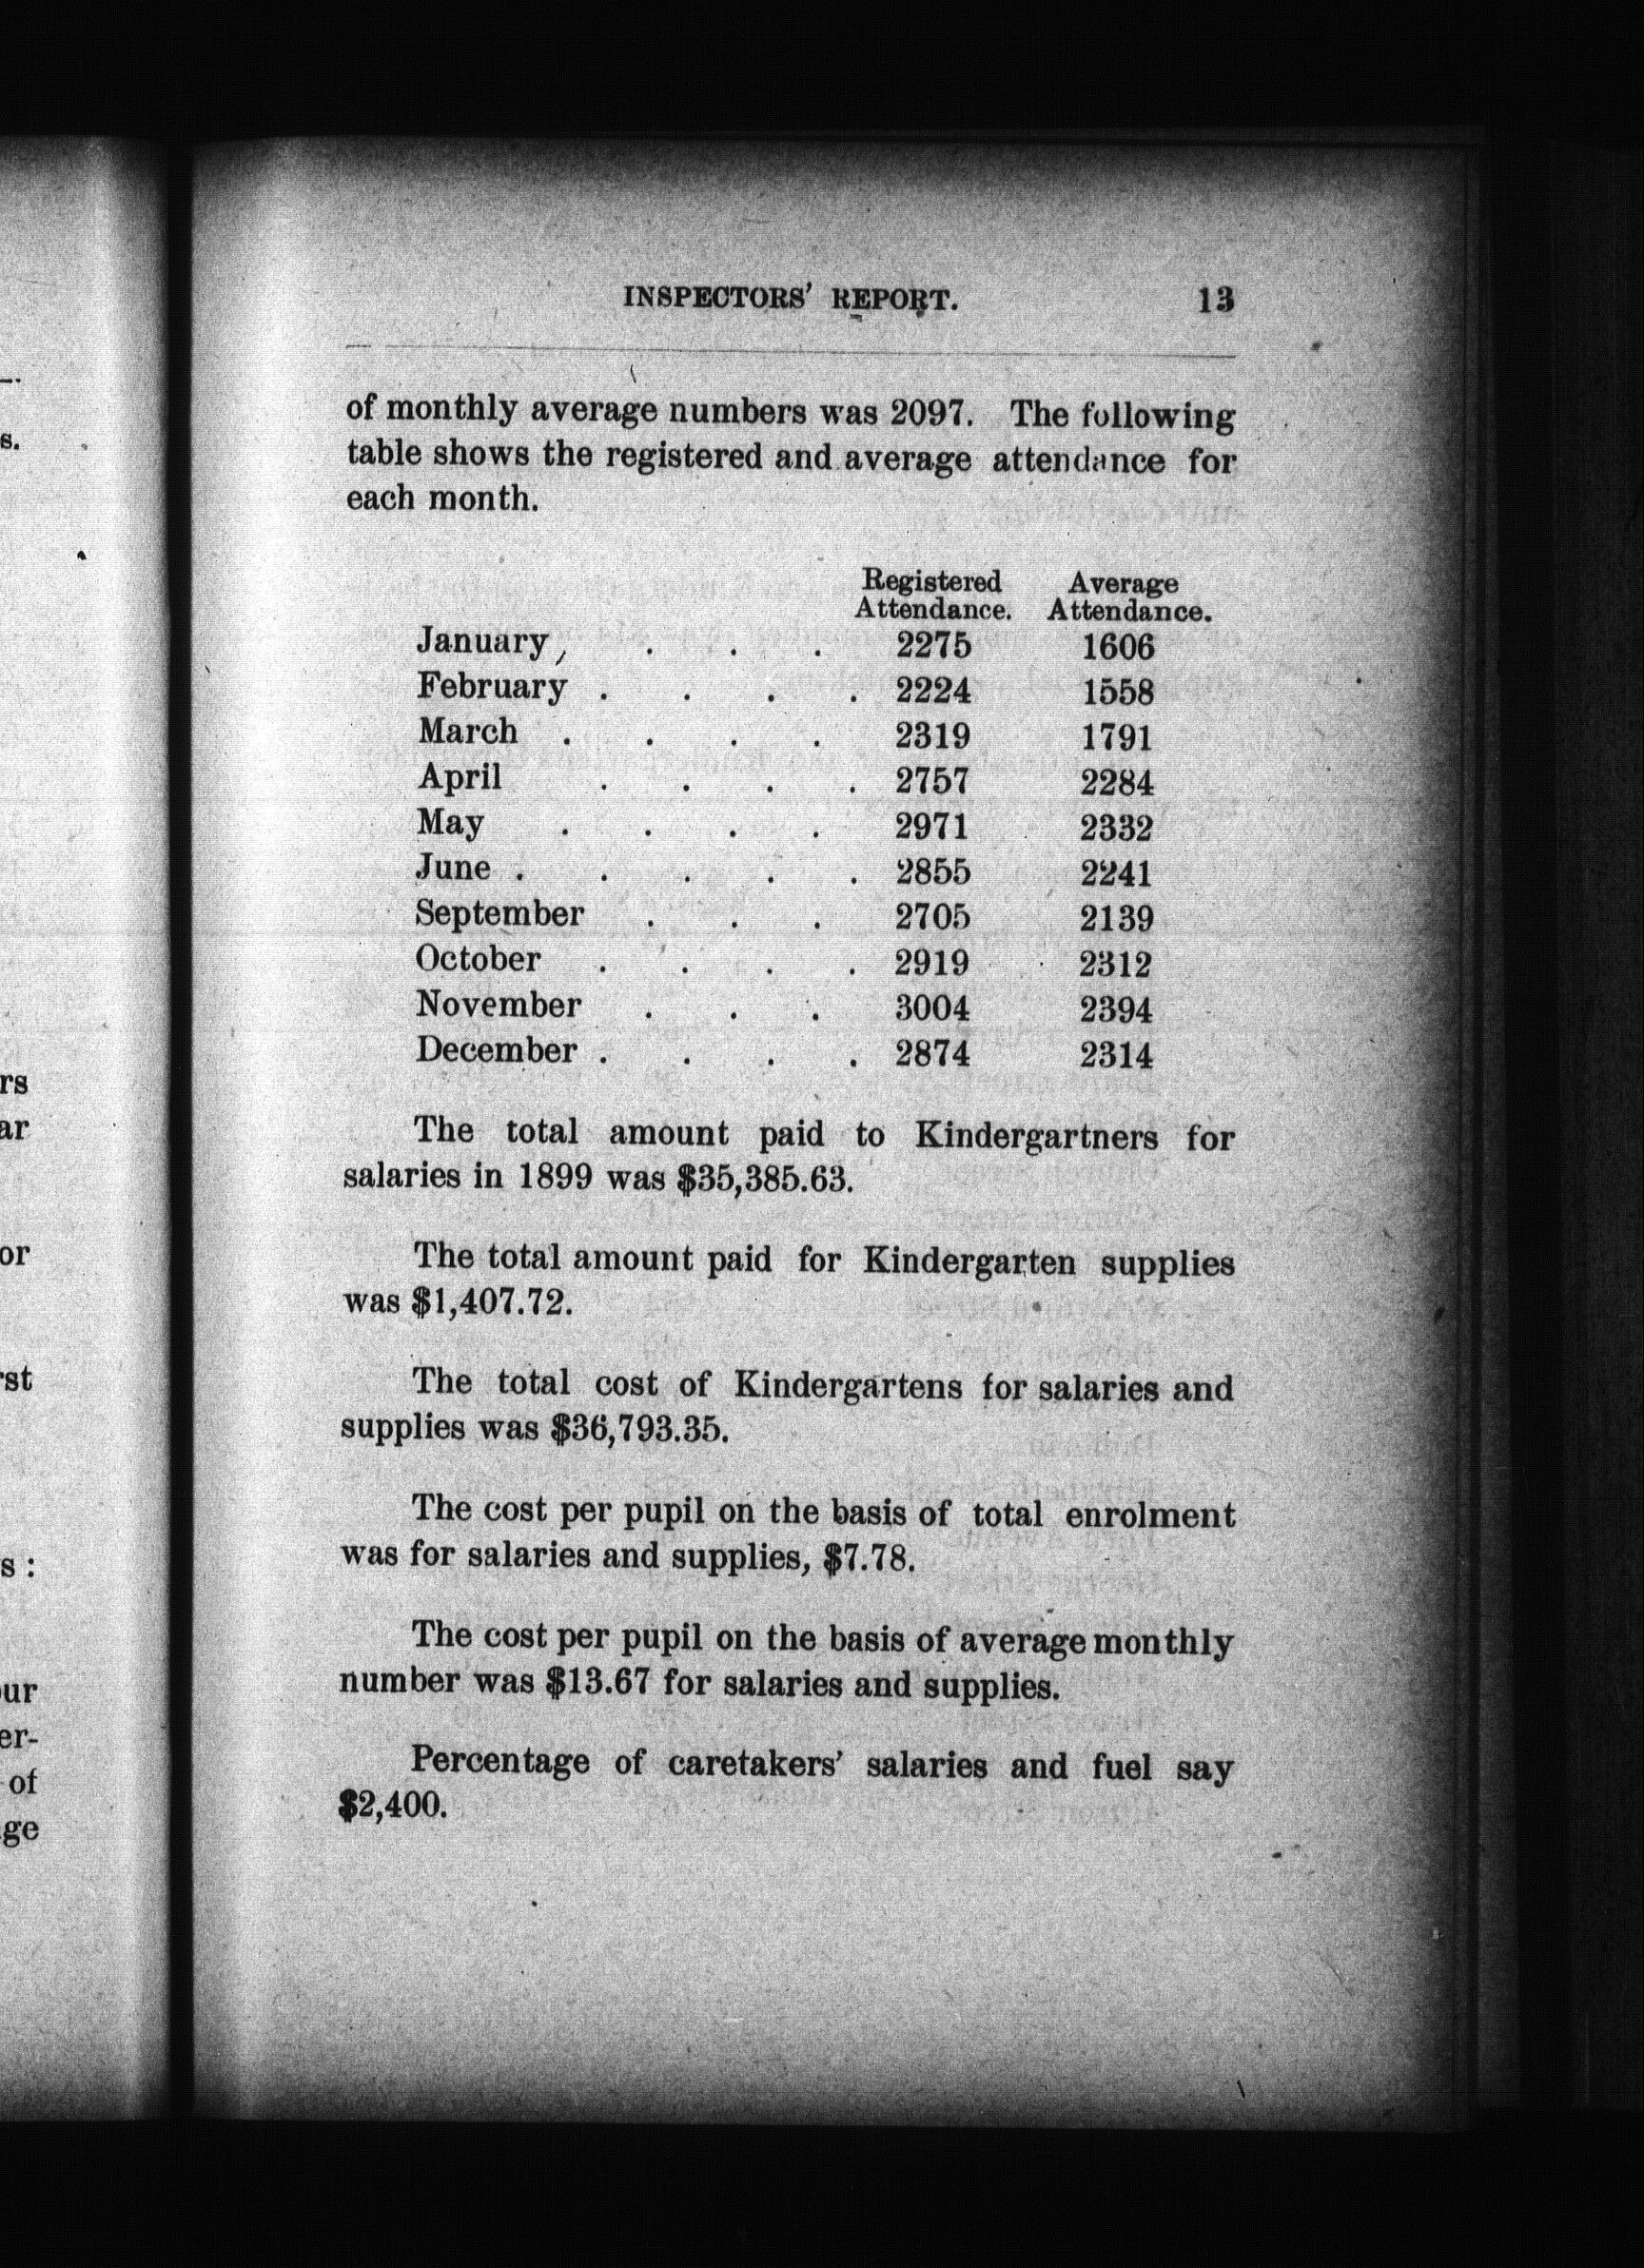 INSPECTORS' REPORT. 13
of monthly average numbers was 2097. The following
table shows the registered and average attendance for
each month.
Registered Average
Attendance. Attendance.
January, . . . 2275 1606
February . . . . 2224 1558
March . . . . 2319 1791
April . . . . 2757 2284
May . . . . 2971 2332
June . . . . . 2855 2241
September . . . 2705 2139
October . . . . 2919 2312
November . . . 3004 2394
December . . . . 2874 2314
The total amount paid to Kindergartners for
salaries in 1899 was $35,385.63.
The total amount paid for Kindergarten supplies
was $1,407.72.
The total cost of Kindergartens for salaries and
supplies was $36,793.35.
The cost per pupil on the basis of total enrolment
was for salaries and supplies, $7.78.
The cost per pupil on the basis of average monthly
number was $13.67 for salaries and supplies.
Percentage of caretakers' salaries and fuel say
$2,400.